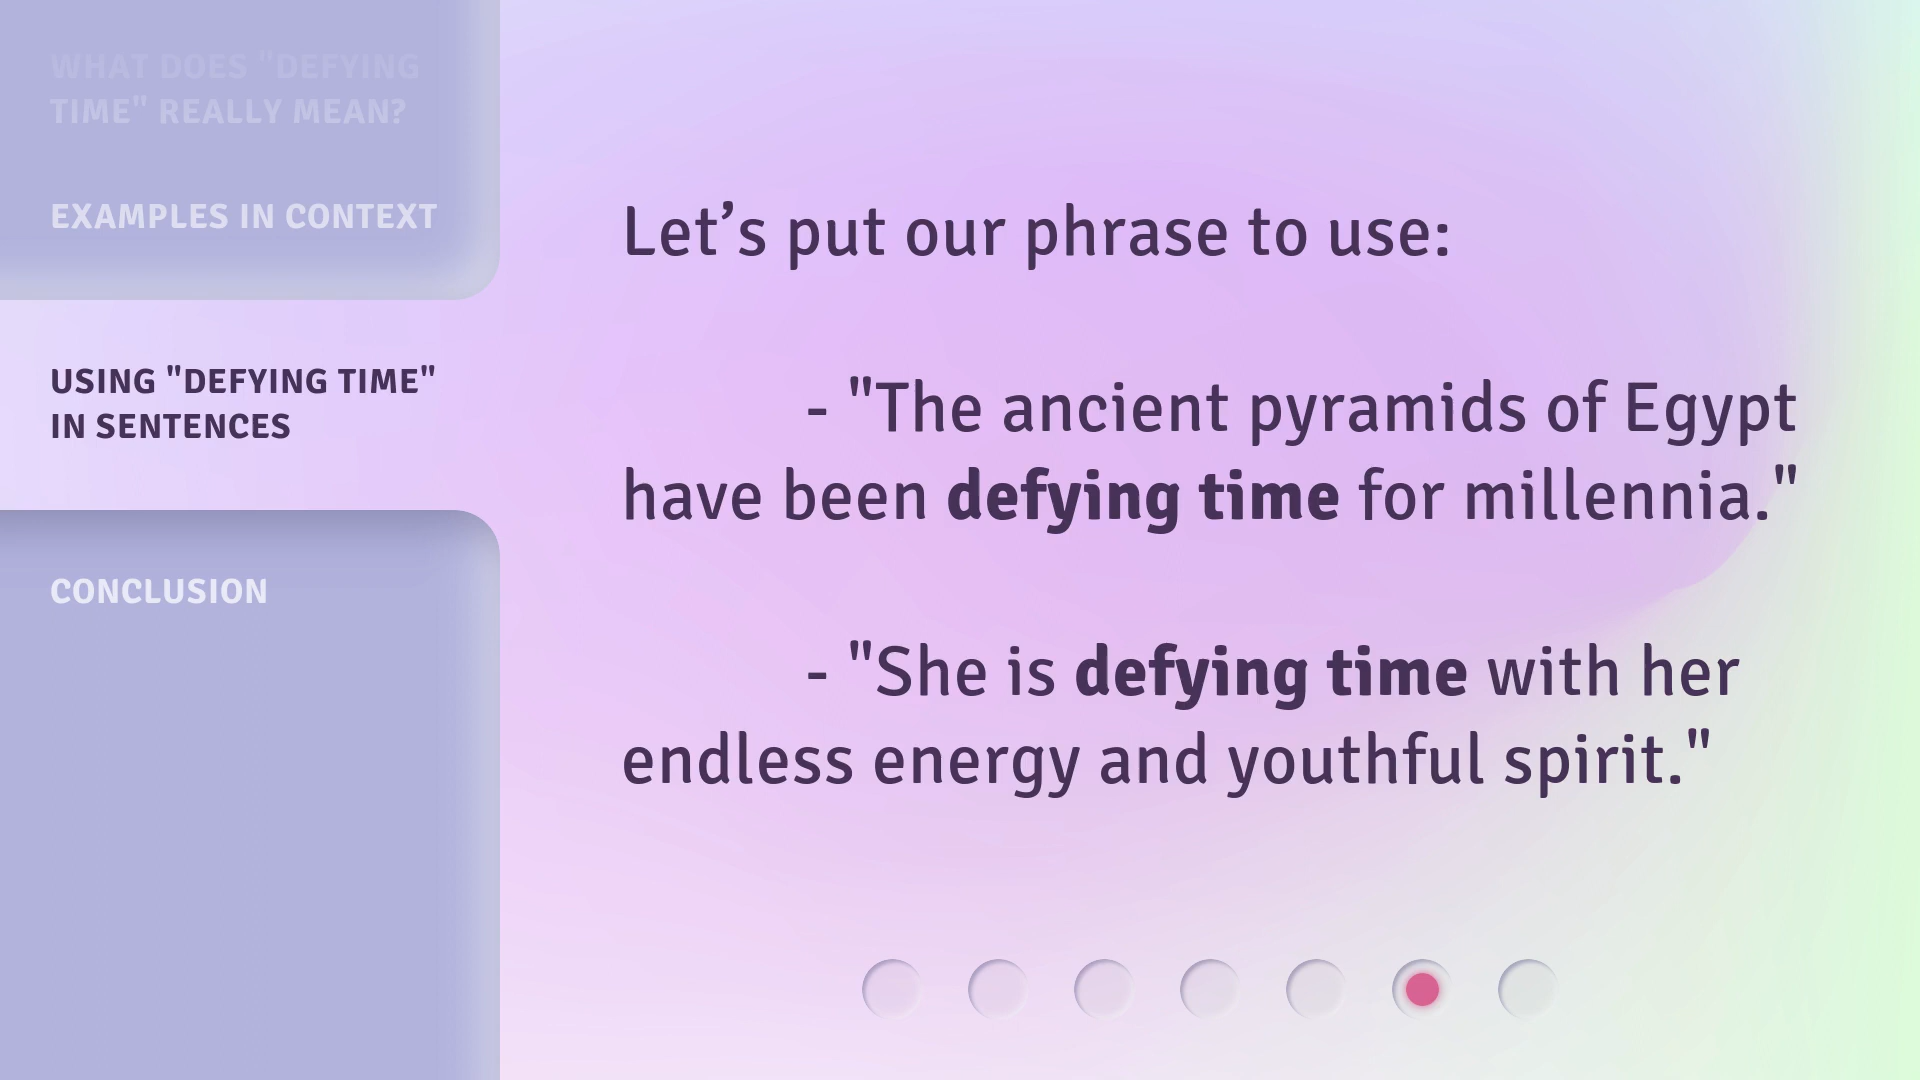 WHAT DOES "DEFYING
TIME" REALLY MEAN?
EXAMPLES IN CONTEXT
USING "DEFYING TIME"
IN SENTENCES
CONCLUSION
Let’s put our phrase to use:
- "The ancient pyramids of Egypt
have been defying time for millennia."
- "She is defying time with her
endless energy and youthful spirit."